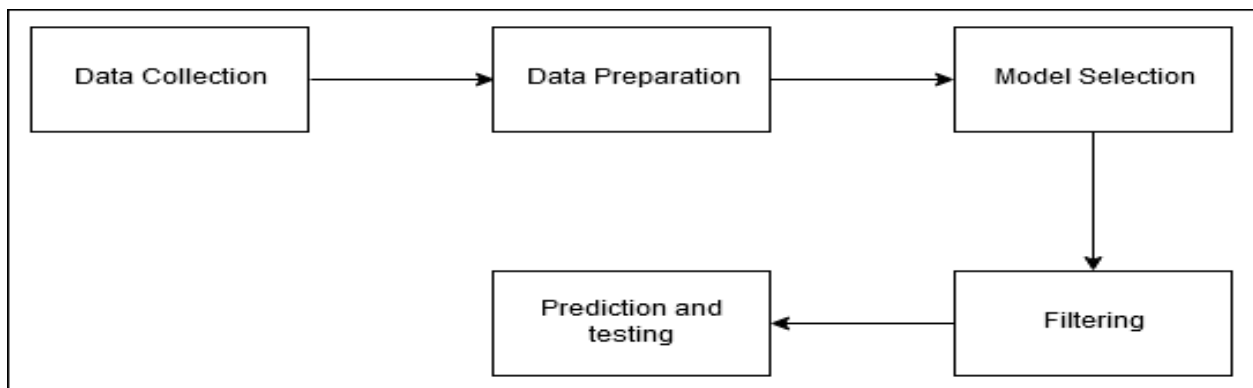 Data Collection
Data Preparation
Model Selection
Filtering
Prediction and
testing